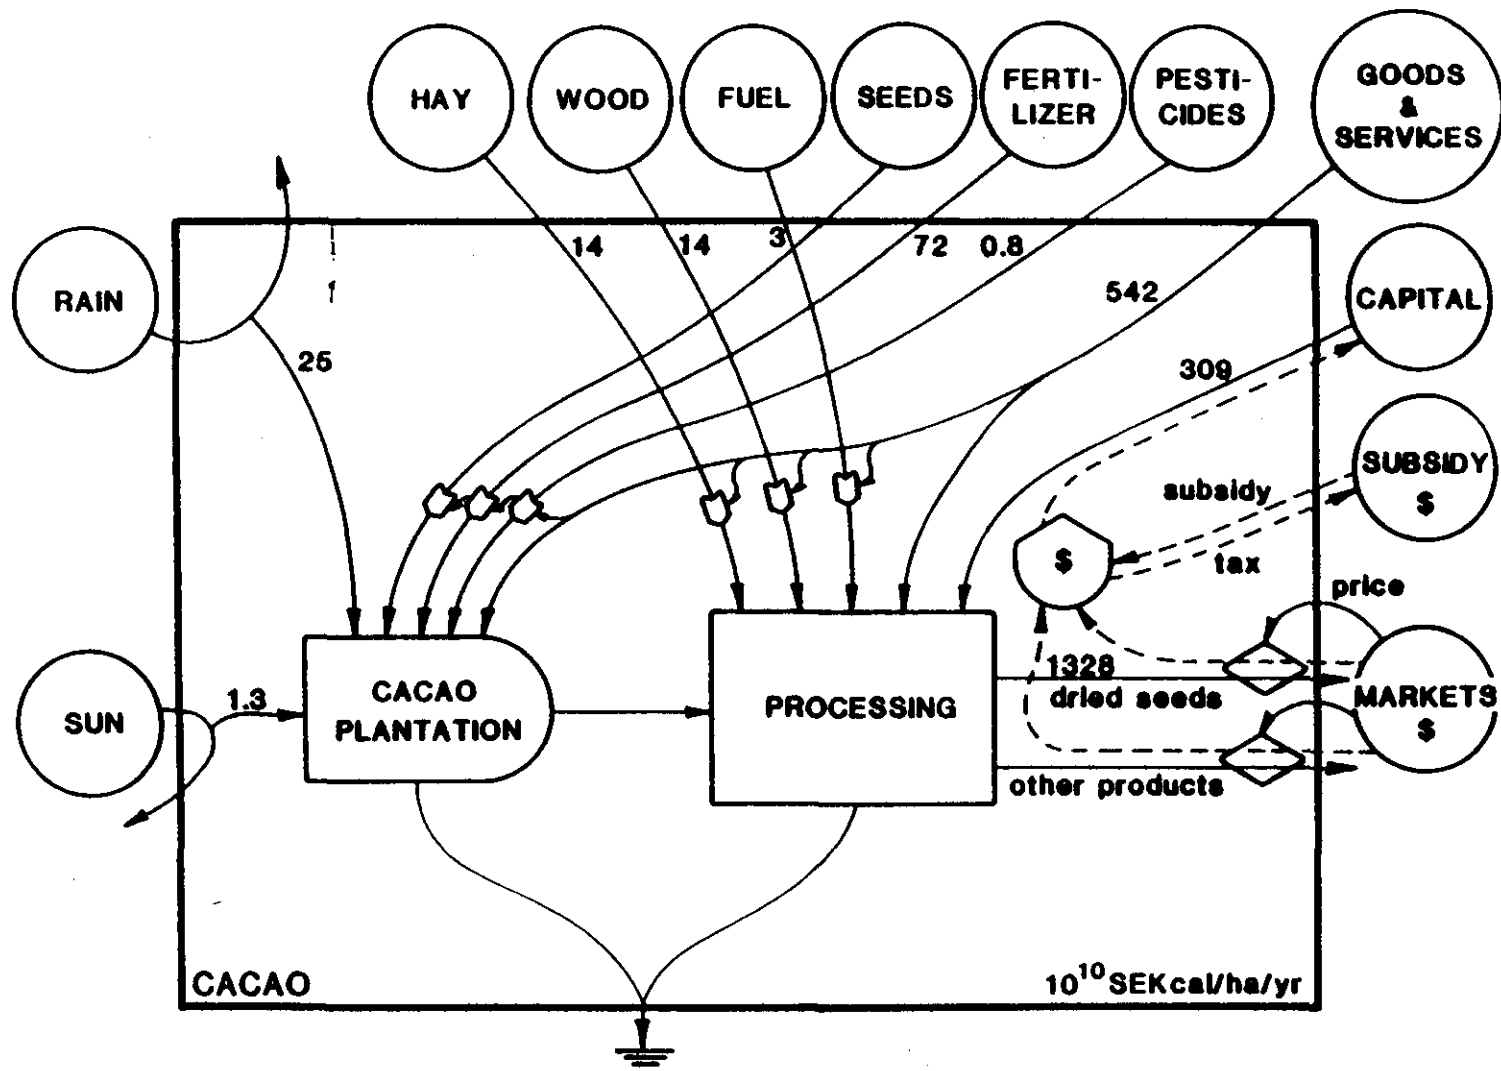 HAY
WOOD
FUEL
SEEDS
FERTI-
LIZER
PESTI-
CIDES
GOODS
&
SERVICES
RAIN
14
14
3
72
0.8
542
CAPITAL
25
309
SUBSIDY
$
subsidy
tax
$
price
SUN
1.3
CACAO
PLANTATION
PROCESSING
1328
dried seeds
MARKETS
$
other products
CACAO
10^10 SEKcal/ha/yr